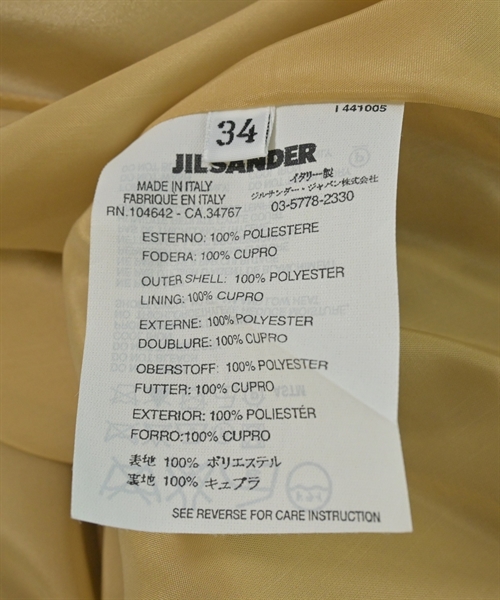 I 441005
34
JIL SANDER
MADE IN ITALY
FABRIQUE EN ITALY
RN.104642 - CA.34767
イタリー製
ジルサンダー・ジャパン株式会社
03-5778-2330
ESTERNO: 100% POLIESTERE
FODERA: 100% CUPRO
OUTER SHELL: 100% POLYESTER
LINING: 100% CUPRO
EXTERNE: 100% POLYESTER
DOUBLURE: 100% CUPRO
OBERSTOFF: 100% POLYESTER
FUTTER: 100% CUPRO
EXTERIOR: 100% POLIESTÉR
FORRO: 100% CUPRO
表地 100% ポリエステル
裏地 100% キュプラ
SEE REVERSE FOR CARE INSTRUCTION